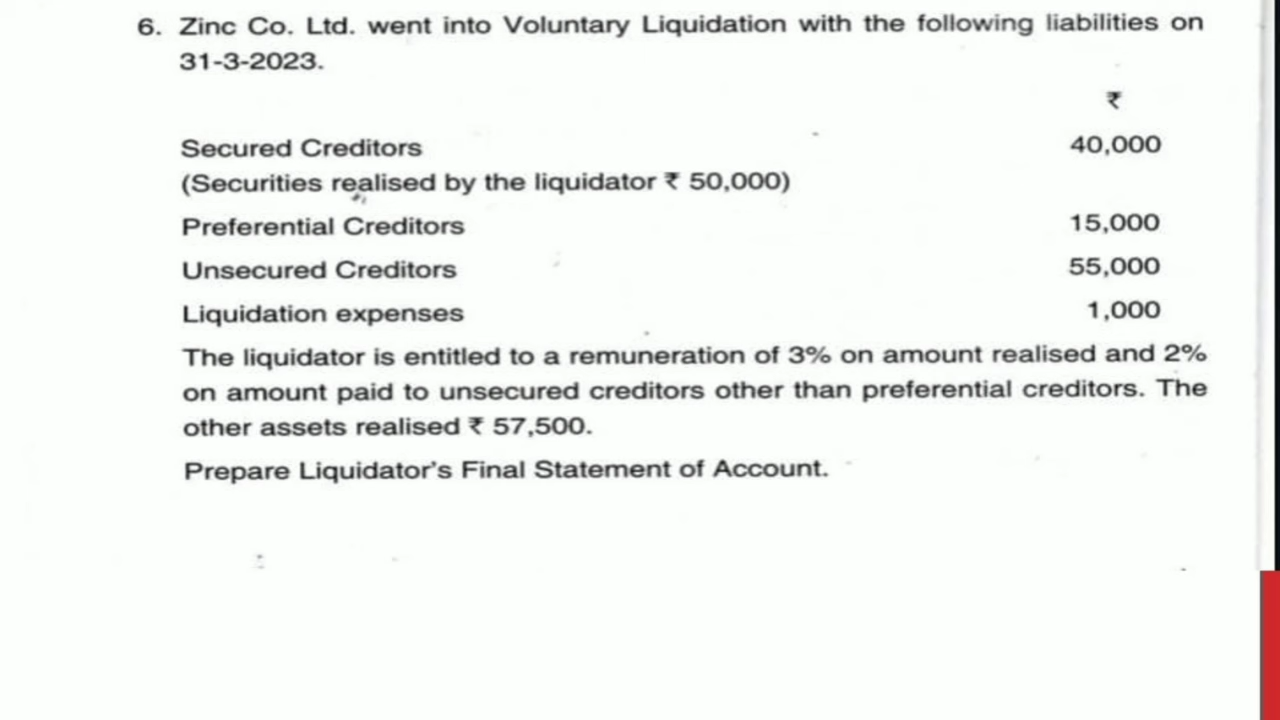 6. Zinc Co. Ltd. went into Voluntary Liquidation with the following liabilities on
31-3-2023.
₹
Secured Creditors 40,000
(Securities realised by the liquidator ₹ 50,000)
Preferential Creditors 15,000
Unsecured Creditors 55,000
Liquidation expenses 1,000
The liquidator is entitled to a remuneration of 3% on amount realised and 2%
on amount paid to unsecured creditors other than preferential creditors. The
other assets realised ₹ 57,500.
Prepare Liquidator's Final Statement of Account.